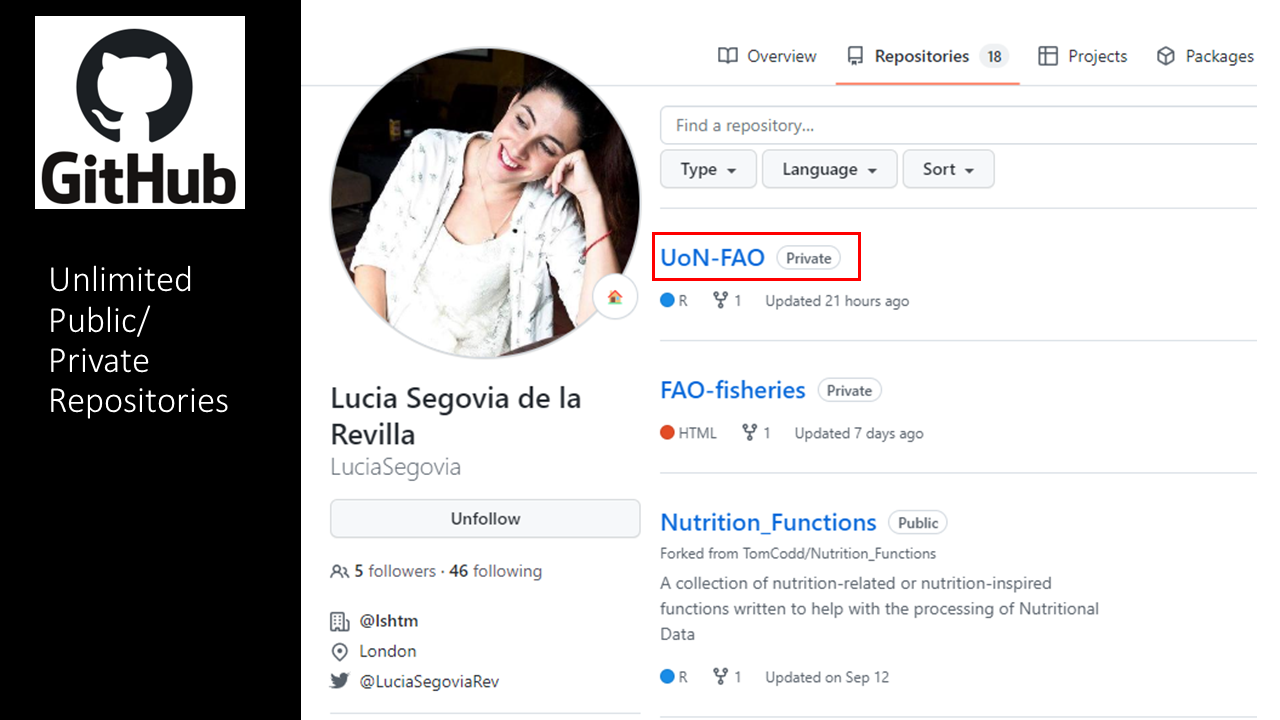 GitHub
Unlimited
Public/
Private
Repositories
Overview
Repositories 18
Projects
Packages
Find a repository...
Type
Language
Sort
UoN-FAO Private
R 1 Updated 21 hours ago
FAO-fisheries Private
HTML 1 Updated 7 days ago
Nutrition_Functions Public
Forked from TomCodd/Nutrition_Functions
A collection of nutrition-related or nutrition-inspired
functions written to help with the processing of Nutritional
Data
R 1 Updated on Sep 12
Lucia Segovia de la
Revilla
LuciaSegovia
Unfollow
5 followers · 46 following
@lshtm
London
@LuciaSegoviaRev